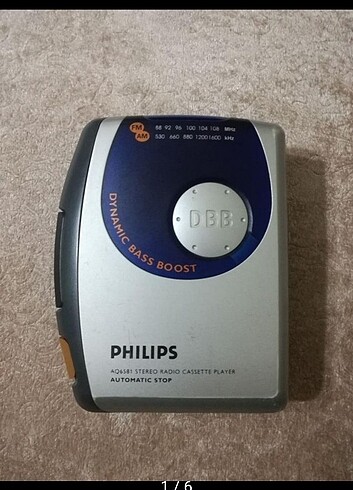 FM 88 92 96 100 104 108 MHz
AM 530 660 880 1200 1600 kHz
DBB
DYNAMIC BASS BOOST
PHILIPS
AQ6581 STEREO RADIO CASSETTE PLAYER
AUTOMATIC STOP
1 / 6